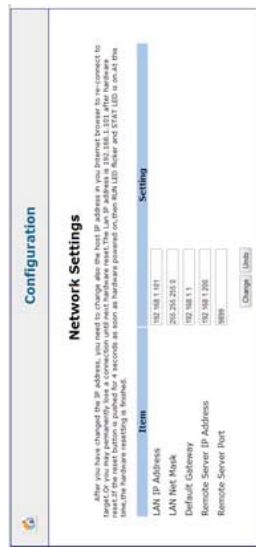 Configuration
Network Settings
After you have changed the IP address, you need to change also the host IP address in you Internet browser to re-connect to
target.Or you may permanently lose a connection until next hardware reset.The Lan IP address is 192.168.1.101 after hardware
reset.If the reset button is pushed for 4 seconds as soon as hardware powered on,then RUN LED flicker and STAT LED is on.At this
time,the hardware resetting is finished.
Item Setting
LAN IP Address 192.168.1.101
LAN Net Mask 255.255.255.0
Default Gateway 192.168.1.1
Remote Server IP Address 192.168.1.200
Remote Server Port 9899
Change Undo